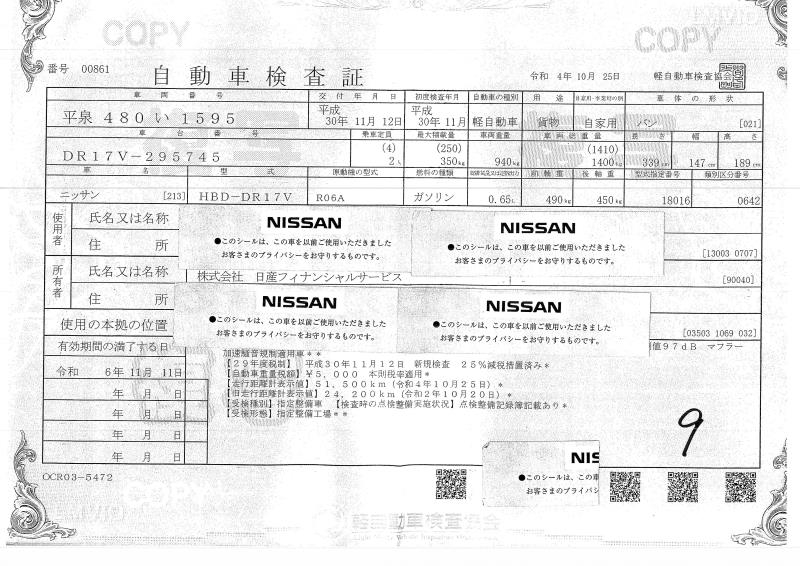 COPY
COPY
番号 00861
自動車検査証
令和 4年 10月 25日
軽自動車検査協会
車両番号 交付年月日 初度検査年月 自動車の種別 用途 自家用・事業用の別 車体の形状
平泉 480 い 1595 平成 30年 11月 12日 平成 30年 11月 軽自動車 貨物 自家用 バン [021]
車台番号 乗車定員 最大積載量 車両重量 車両総重量 長さ 幅 高さ
DR17V-295745 (4) 2人 (250) 350kg 940kg (1410) 1400kg 339cm 147cm 189cm
車名 型式 原動機の型式 燃料の種類 前軸重 後軸重 型式指定番号 類別区分番号
ニッサン [213] HBD-DR17V R06A ガソリン 0.65L 490kg 450kg 18016 0642
使用者
氏名又は名称
住所
[13003 0707]
所有者
氏名又は名称
株式会社 日産フィナンシャルサービス
[90040]
住所
使用の本拠の位置
[03503 1069 032]
NISSAN
●このシールは、この車を以前ご使用いただきました
お客さまのプライバシーをお守りするものです。
NISSAN
●このシールは、この車を以前ご使用いただきました
お客さまのプライバシーをお守りするものです。
NISSAN
●このシールは、この車を以前ご使用いただきました
お客さまのプライバシーをお守りするものです。
NISSAN
●このシールは、この車を以前ご使用いただきました
お客さまのプライバシーをお守りするものです。
有効期間の満了する日
値97dB マフラー
加速騒音規制適用車**
令和 6年 11月 11日
【29年度税制】 平成30年11月12日 新規検査 25%減税措置済み*
【自動車重量税額】¥5,000 本則税率適用*
【走行距離計表示値】51,500km(令和4年10月25日)*
【旧走行距離計表示値】24,200km(令和2年10月20日)*
【受検種別】指定整備車 【検査時の点検整備実施状況】点検整備記録簿記載あり*
【受検形態】指定整備工場**
年 月 日
年 月 日
年 月 日
年 月 日
9
OCR03-5472
NIS
●このシールは、この
お客さまのプライバシ
軽自動車検査協会